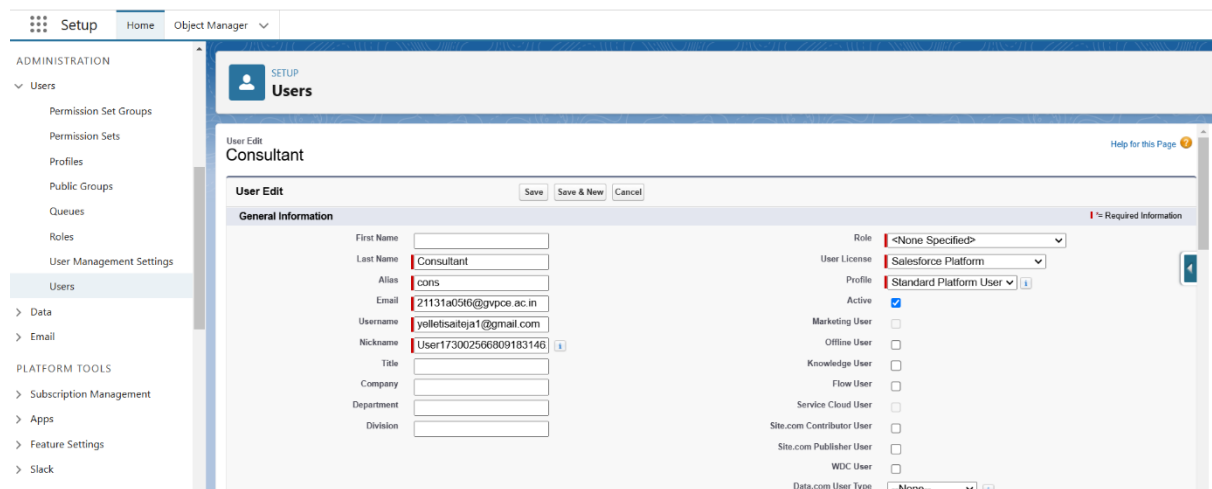 Setup Home Object Manager
ADMINISTRATION
Users
Permission Set Groups
Permission Sets
Profiles
Public Groups
Queues
Roles
User Management Settings
Users
Data
Email
PLATFORM TOOLS
Subscription Management
Apps
Feature Settings
Slack
SETUP
Users
User Edit
Consultant
Help for this Page
User Edit Save Save & New Cancel
General Information = Required Information
First Name
Last Name Consultant
Alias cons
Email 21131a05t6@gvpce.ac.in
Username yelletisaiteja1@gmail.com
Nickname User173002566809183146
Title
Company
Department
Division
Role <None Specified>
User License Salesforce Platform
Profile Standard Platform User
Active
Marketing User
Offline User
Knowledge User
Flow User
Service Cloud User
Site.com Contributor User
Site.com Publisher User
WDC User
Data.com User Type --None--